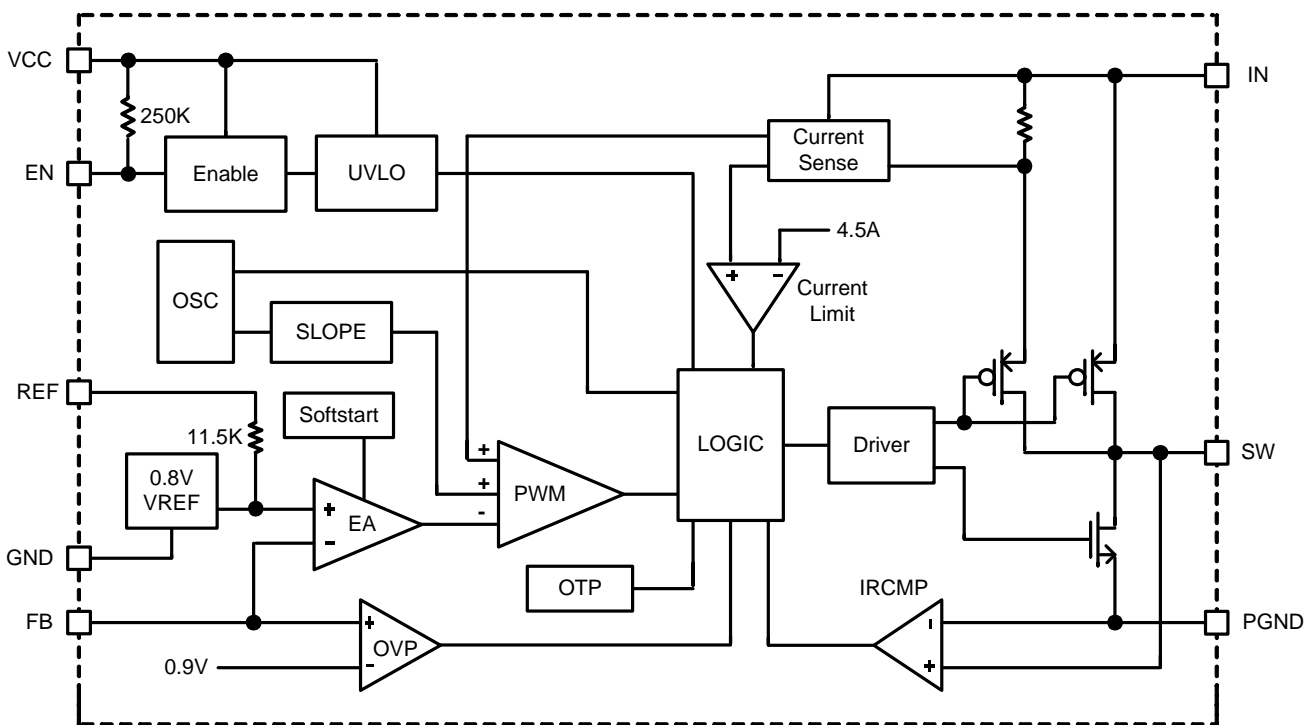 VCC
IN
250K
Current
Sense
EN
Enable
UVLO
4.5A
+
−
Current
Limit
OSC
SLOPE
REF
Softstart
11.5K
LOGIC
Driver
SW
0.8V
VREF
+
+
-
PWM
+
−
EA
GND
OTP
IRCMP
FB
+
−
OVP
0.9V
−
+
PGND